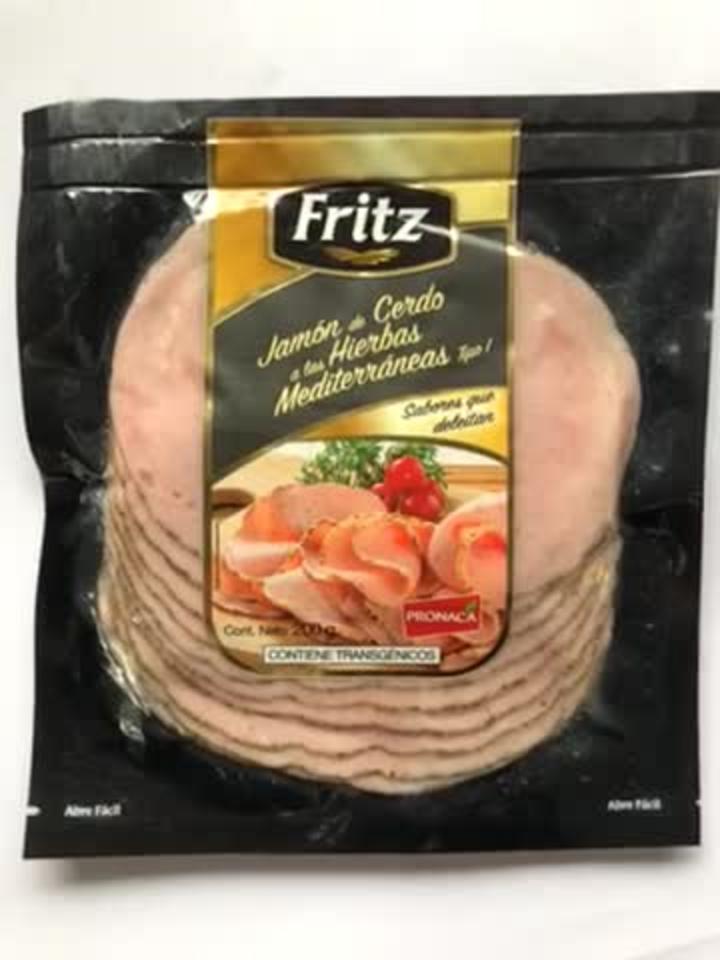 Fritz
Jamón de Cerdo
a las Hierbas
Mediterráneas Tipo I
Sabores que
deleitan
PRONACA
Cont. Neto 200 g
CONTIENE TRANSGÉNICOS
Abre Fácil
Abre Fácil